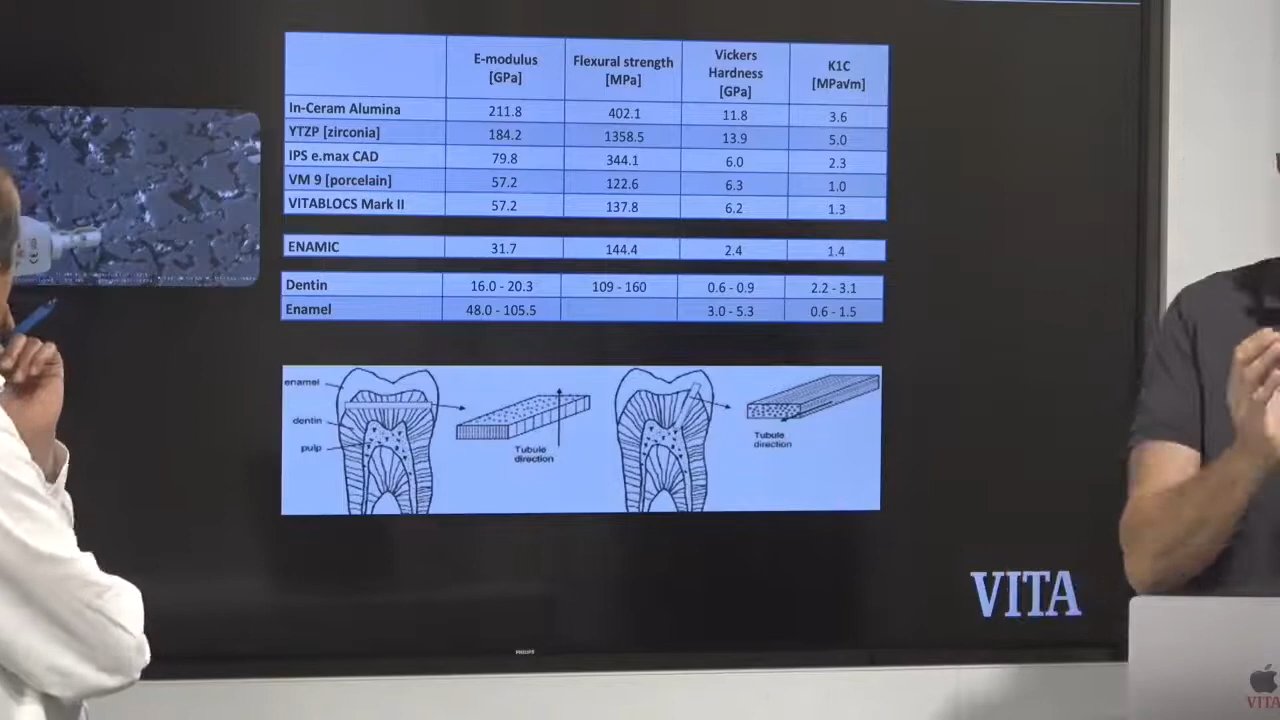 E-modulus Flexural strength Vickers K1C
[GPa] [MPa] Hardness [MPa√m]
[GPa]
In-Ceram Alumina 211.8 402.1 11.8 3.6
YTZP [zirconia] 184.2 1358.5 13.9 5.0
IPS e.max CAD 79.8 344.1 6.0 2.3
VM 9 [porcelain] 57.2 122.6 6.3 1.0
VITABLOCS Mark II 57.2 137.8 6.2 1.3
ENAMIC 31.7 144.4 2.4 1.4
Dentin 16.0 - 20.3 109 - 160 0.6 - 0.9 2.2 - 3.1
Enamel 48.0 - 105.5 3.0 - 5.3 0.6 - 1.5
enamel
dentin
pulp
Tubule
direction
Tubule
direction
VITA
PHILIPS
VITA